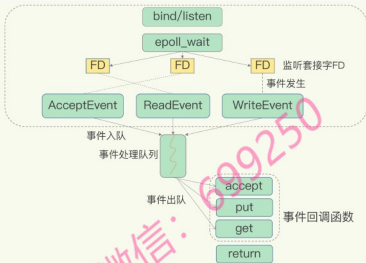 bind/listen
epoll_wait
FD
FD
FD
监听套接字FD
事件发生
AcceptEvent
ReadEvent
WriteEvent
事件入队
事件处理队列
事件出队
accept
put
get
事件回调函数
return
微信：699250